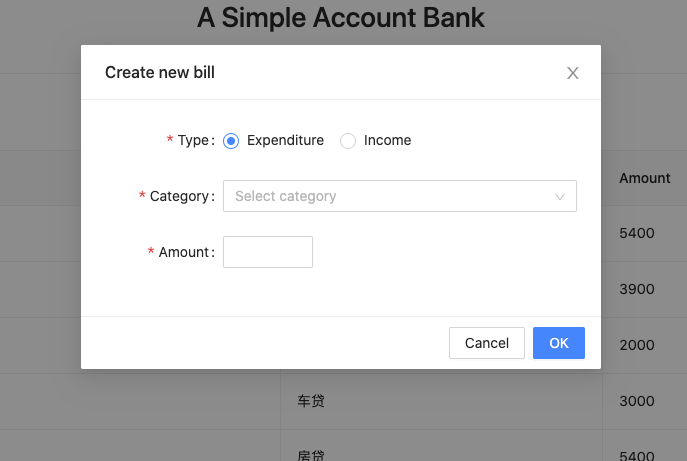 A Simple Account Bank
Create new bill
* Type: Expenditure Income
Amount
* Category: Select category
5400
* Amount:
3900
Cancel OK
2000
车贷 3000
房贷 5400